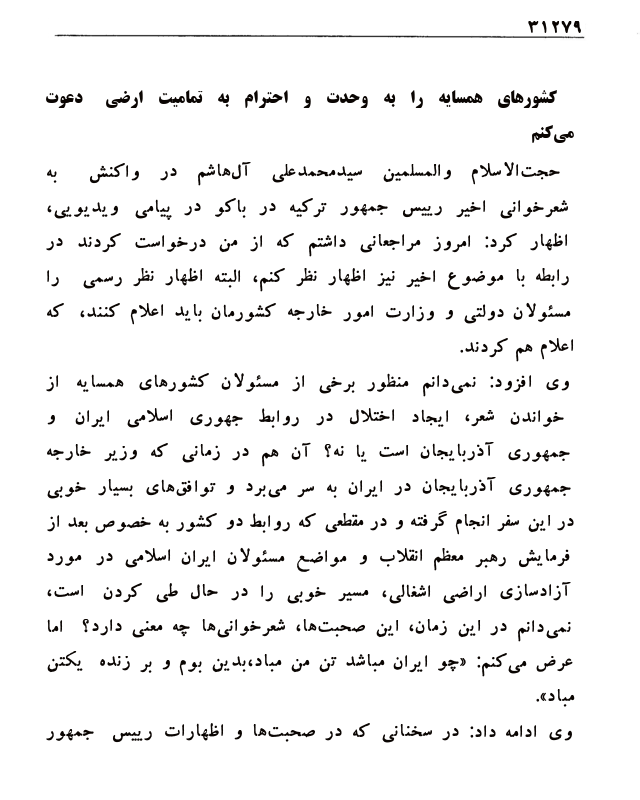 ۳۱۲۷۹
کشورهای همسایه را به وحدت و احترام به تمامیت ارضی دعوت
می‌کنم
حجت‌الاسلام والمسلمین سیدمحمدعلی آل‌هاشم در واکنش به
شعرخوانی اخیر رییس جمهور ترکیه در باکو در پیامی ویدیویی،
اظهار کرد: امروز مراجعانی داشتم که از من درخواست کردند در
رابطه با موضوع اخیر نیز اظهار نظر کنم، البته اظهار نظر رسمی را
مسئولان دولتی و وزارت امور خارجه کشورمان باید اعلام کنند، که
اعلام هم کردند.
وی افزود: نمی‌دانم منظور برخی از مسئولان کشورهای همسایه از
خواندن شعر، ایجاد اختلال در روابط جهوری اسلامی ایران و
جمهوری آذربایجان است یا نه؟ آن هم در زمانی که وزیر خارجه
جمهوری آذربایجان در ایران به سر می‌برد و توافق‌های بسیار خوبی
در این سفر انجام گرفته و در مقطعی که روابط دو کشور به خصوص بعد از
فرمایش رهبر معظم انقلاب و مواضع مسئولان ایران اسلامی در مورد
آزادسازی اراضی اشغالی، مسیر خوبی را در حال طی کردن است،
نمی‌دانم در این زمان، این صحبت‌ها، شعرخوانی‌ها چه معنی دارد؟ اما
عرض می‌کنم: «چو ایران مباشد تن من مباد،بدین بوم و بر زنده یکتن
مباد».
وی ادامه داد: در سخنانی که در صحبت‌ها و اظهارات رییس جمهور